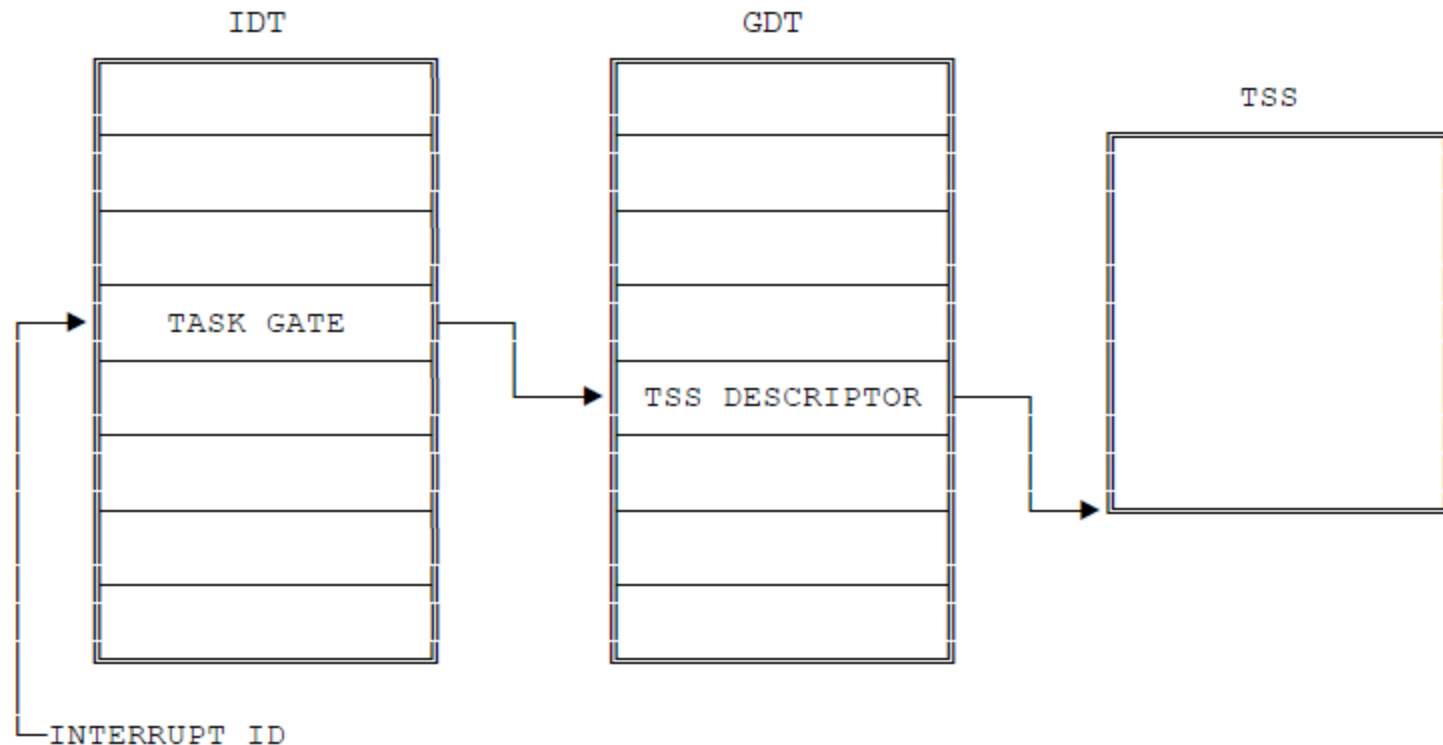 IDT
GDT
TSS
TASK GATE
TSS DESCRIPTOR
INTERRUPT ID